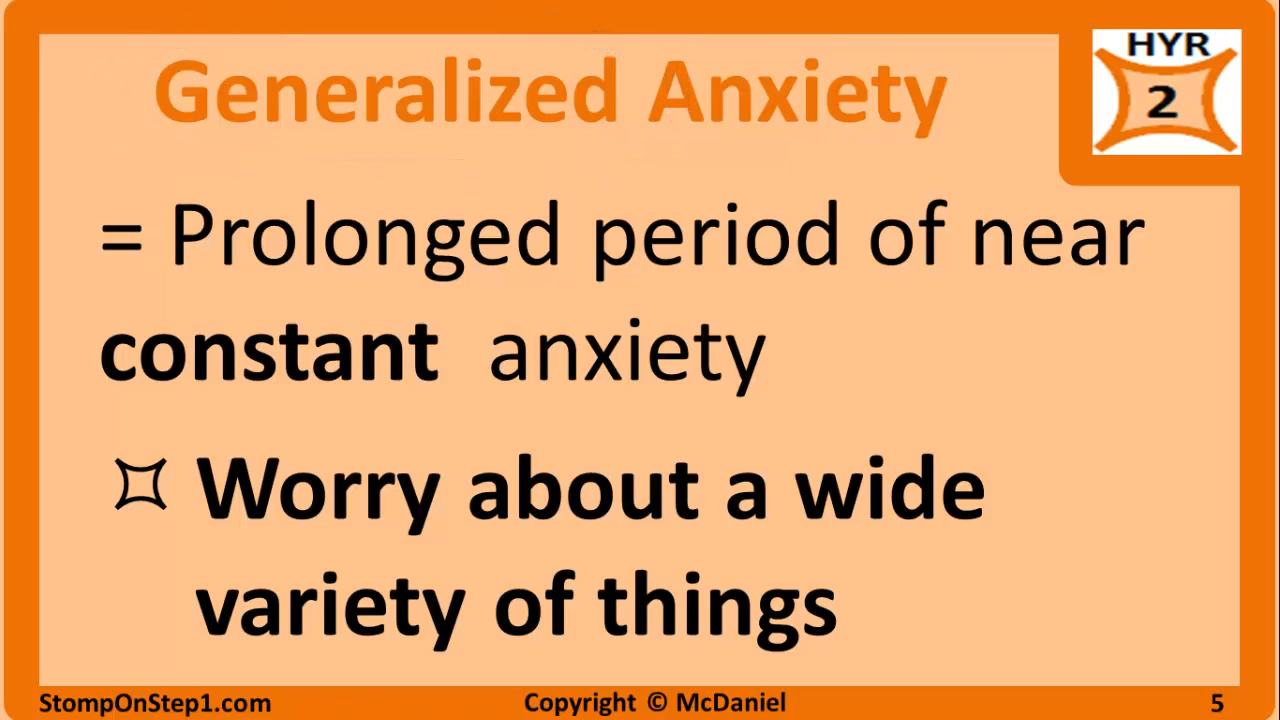 Generalized Anxiety
HYR
2
= Prolonged period of near
constant anxiety
Worry about a wide
variety of things
StompOnStep1.com
Copyright © McDaniel
5